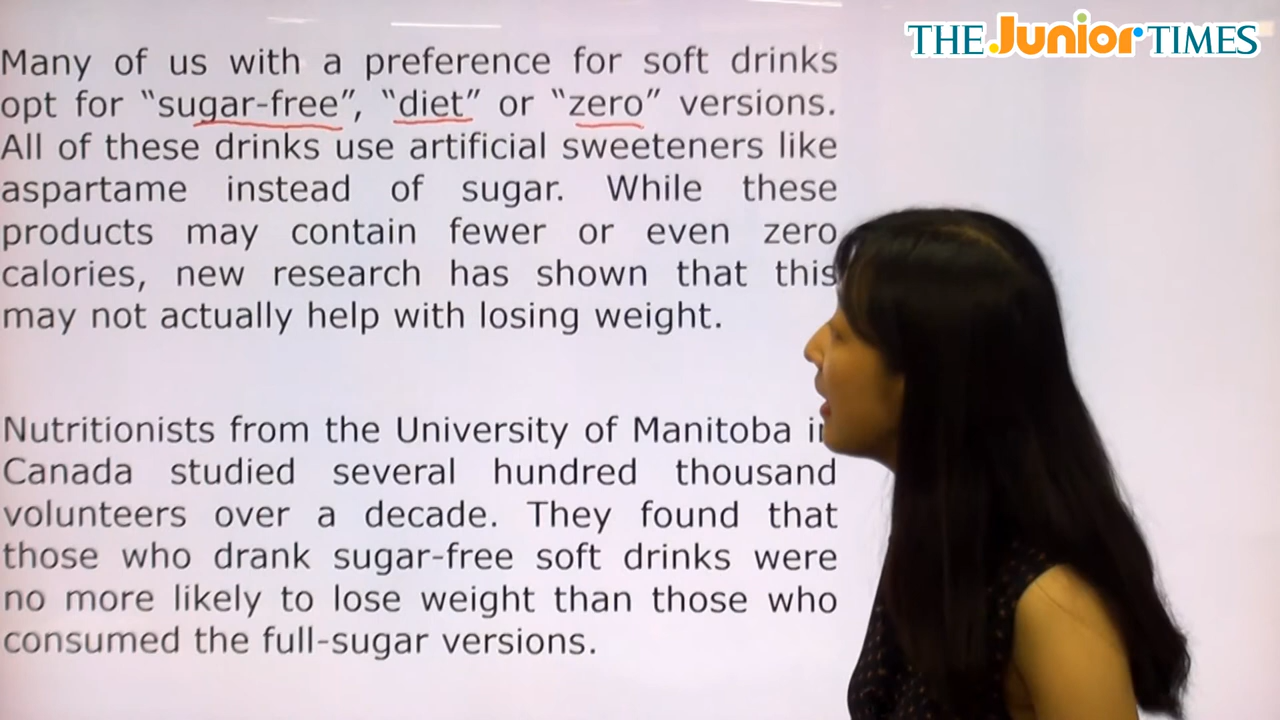 THE Junior TIMES
Many of us with a preference for soft drinks
opt for “sugar-free”, “diet” or “zero” versions.
All of these drinks use artificial sweeteners like
aspartame instead of sugar. While these
products may contain fewer or even zero
calories, new research has shown that this
may not actually help with losing weight.
Nutritionists from the University of Manitoba in
Canada studied several hundred thousand
volunteers over a decade. They found that
those who drank sugar-free soft drinks were
no more likely to lose weight than those who
consumed the full-sugar versions.